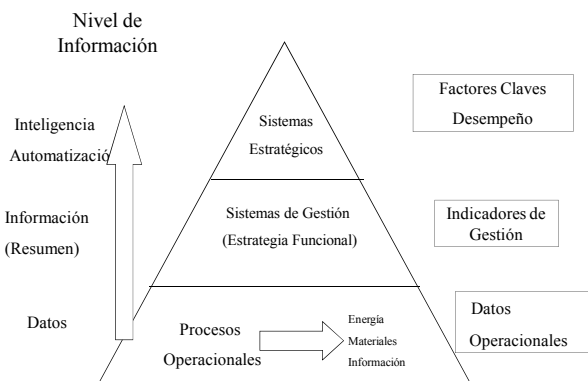 Nivel de
Información
Inteligencia
Automatizació
Información
(Resumen)
Datos
Sistemas
Estratégicos
Sistemas de Gestión
(Estrategia Funcional)
Procesos
Operacionales
Energía
Materiales
Información
Factores Claves
Desempeño
Indicadores de
Gestión
Datos
Operacionales